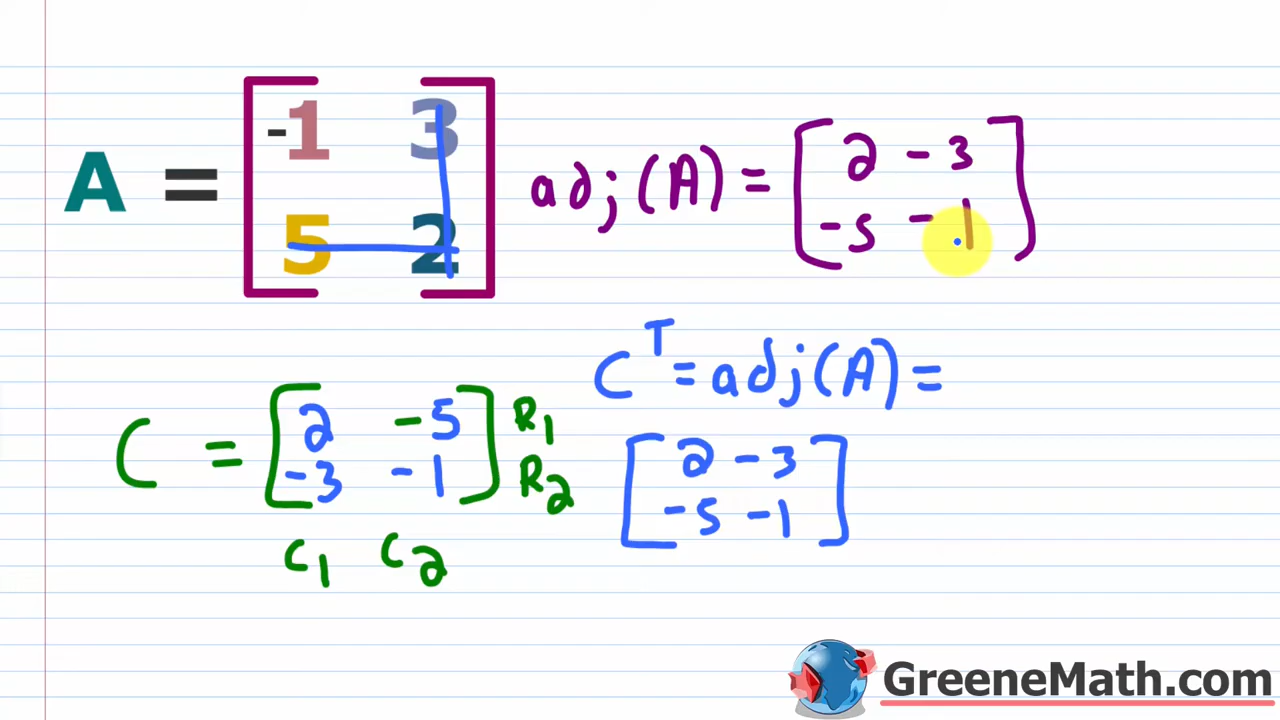 A = [-1 3
5 2]
adj(A) = [2 -3
-5 -1]
C = [2 -5] R1
[-3 -1] R2
C1 C2
C^T = adj(A) =
[2 -3
-5 -1]
GreeneMath.com